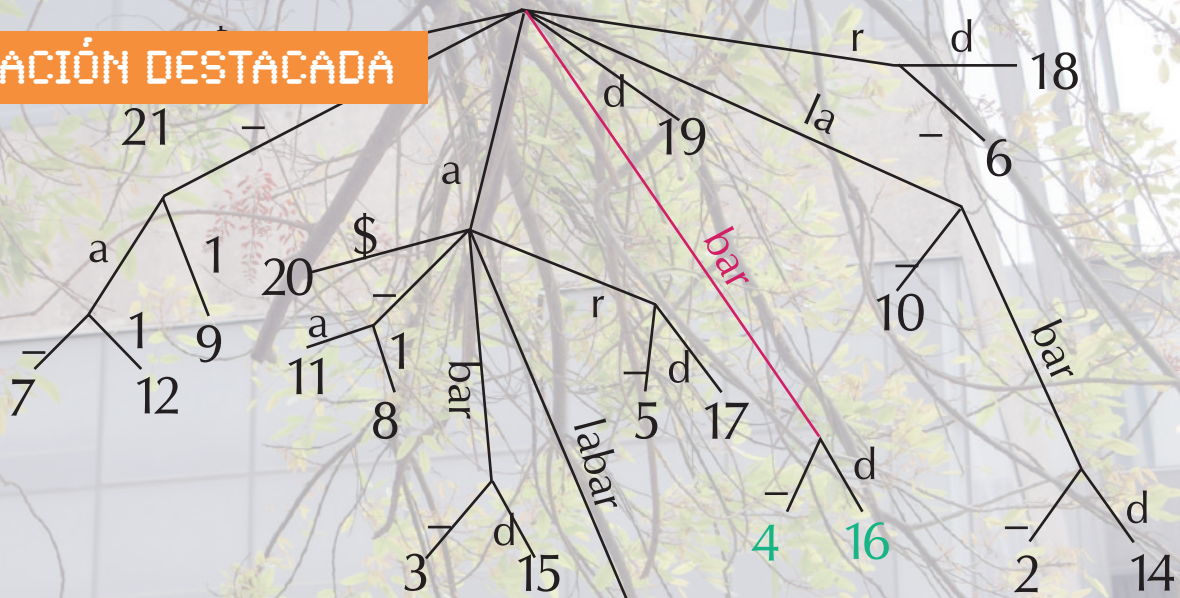 ACIÓN DESTACADA
r d 18
d 19
la
– 6
21 –
a
a 1
$ 20
–
bar
– 10
a 11
1 8
r
– 5
d 17
1 9
– 7
1 12
bar
labar
bar
– 4
d 16
– 3
d 15
– 2
d 14